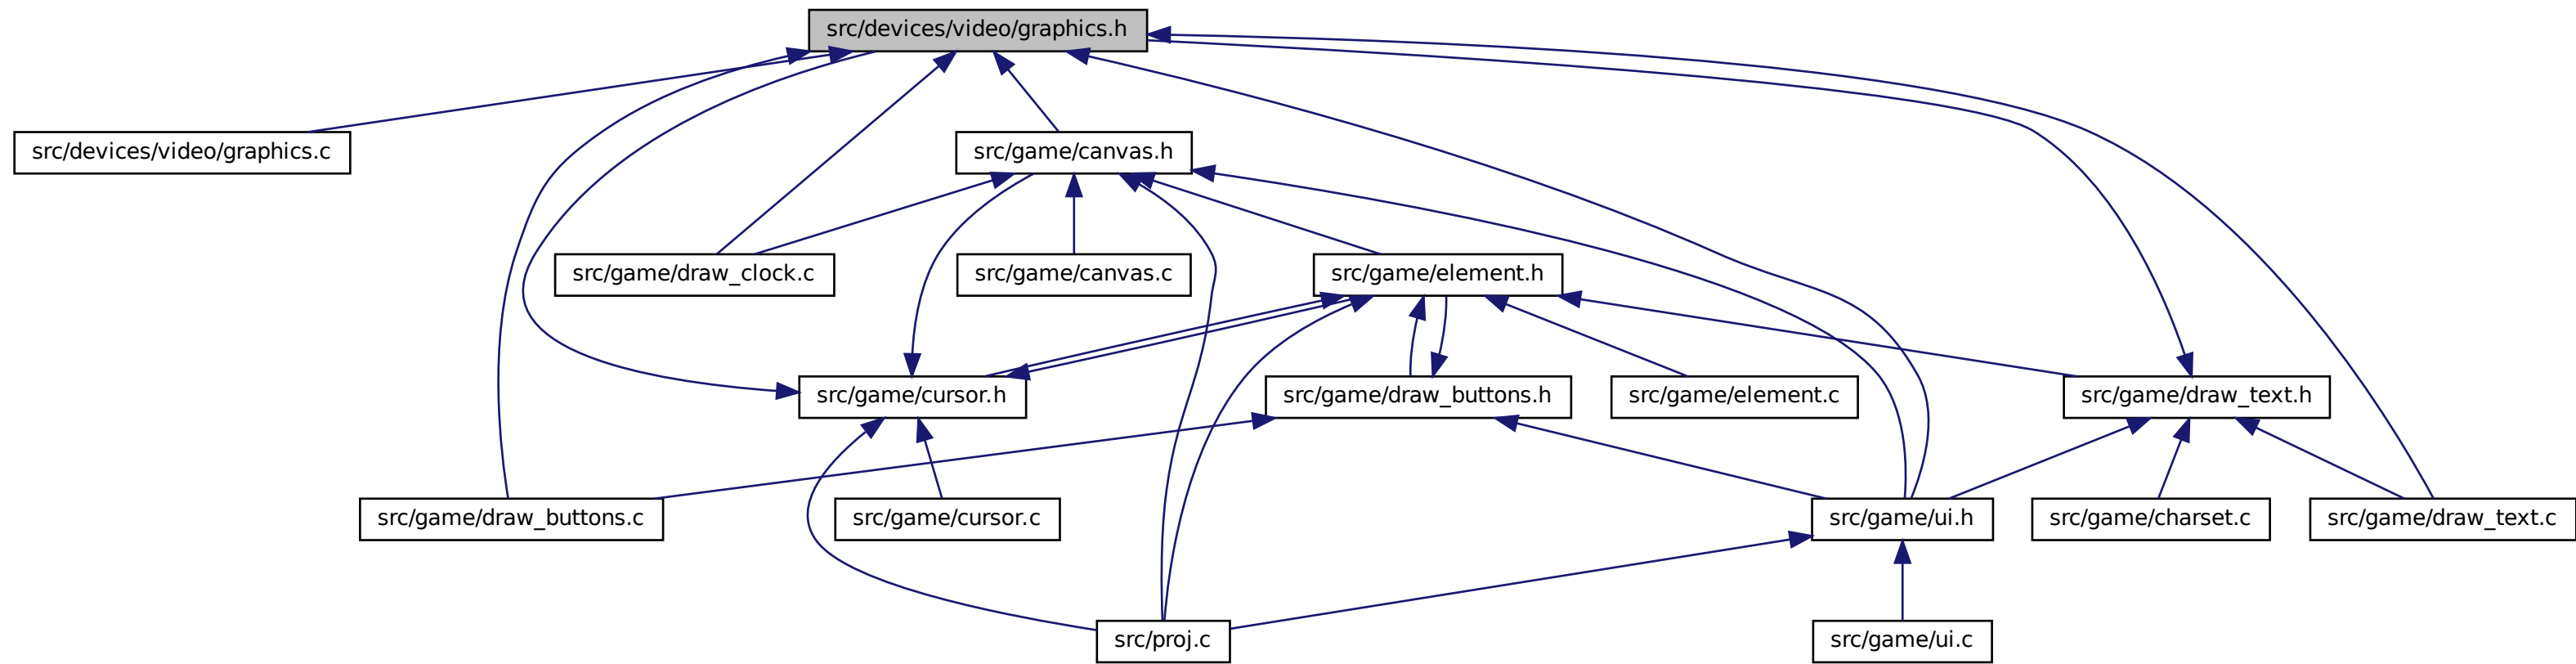 src/devices/video/graphics.h
src/devices/video/graphics.c
src/game/canvas.h
src/game/draw_clock.c
src/game/canvas.c
src/game/element.h
src/game/cursor.h
src/game/draw_buttons.h
src/game/element.c
src/game/draw_text.h
src/game/draw_buttons.c
src/game/cursor.c
src/game/ui.h
src/game/charset.c
src/game/draw_text.c
src/proj.c
src/game/ui.c